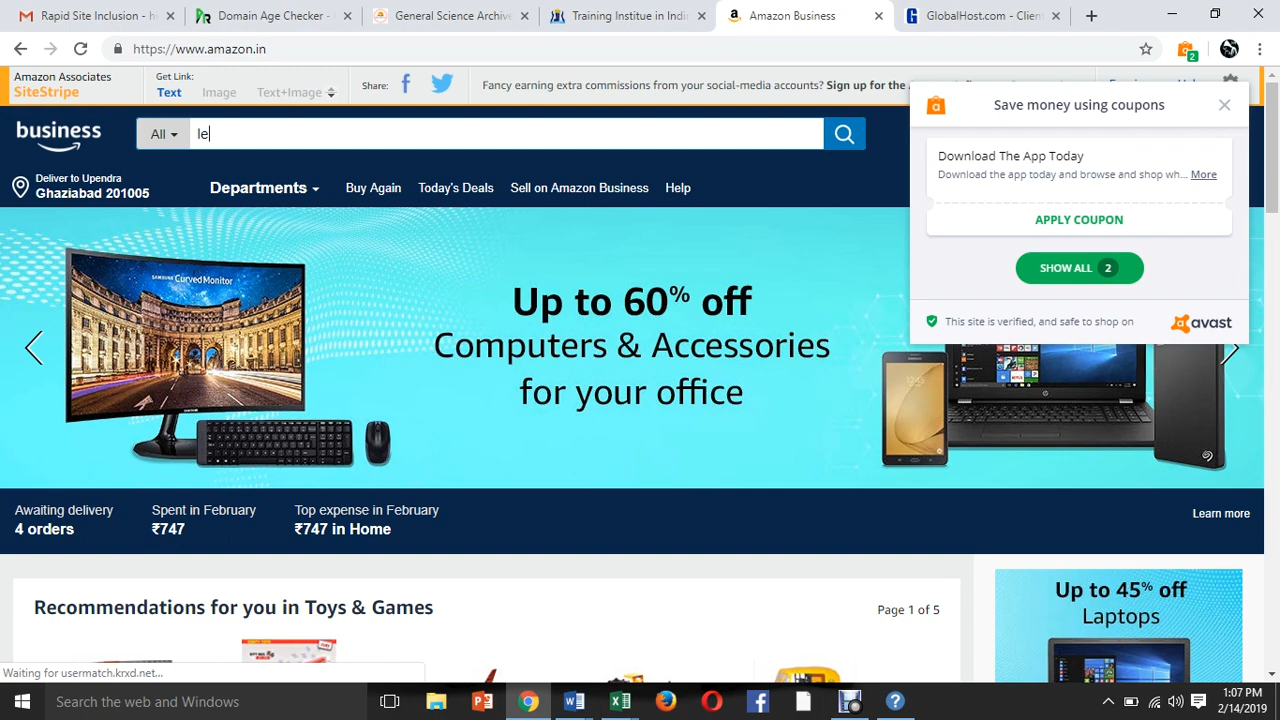 Rapid Site Inclusion - h
Domain Age Checker -
General Science Archive
Training Institue in Indi
Amazon Business
GlobalHost.com - Client
https://www.amazon.in
2
Amazon Associates
SiteStripe
Get Link:
Text Image Text+Image
Share:
Fancy earning extra commissions from your social-media accounts? Sign up for the
business
All
le
Deliver to Upendra
Ghaziabad 201005
Departments
Buy Again
Today's Deals
Sell on Amazon Business
Help
Save money using coupons
Download The App Today
Download the app today and browse and shop wh... More
APPLY COUPON
SHOW ALL 2
This site is verified, and safe to shop on
avast
SAMSUNG Curved Monitor
Up to 60% off
Computers & Accessories
for your office
Awaiting delivery
4 orders
Spent in February
₹747
Top expense in February
₹747 in Home
Learn more
Recommendations for you in Toys & Games
Page 1 of 5
Up to 45% off
Laptops
Waiting for usermatch.krxd.net...
Search the web and Windows
1:07 PM
2/14/2019